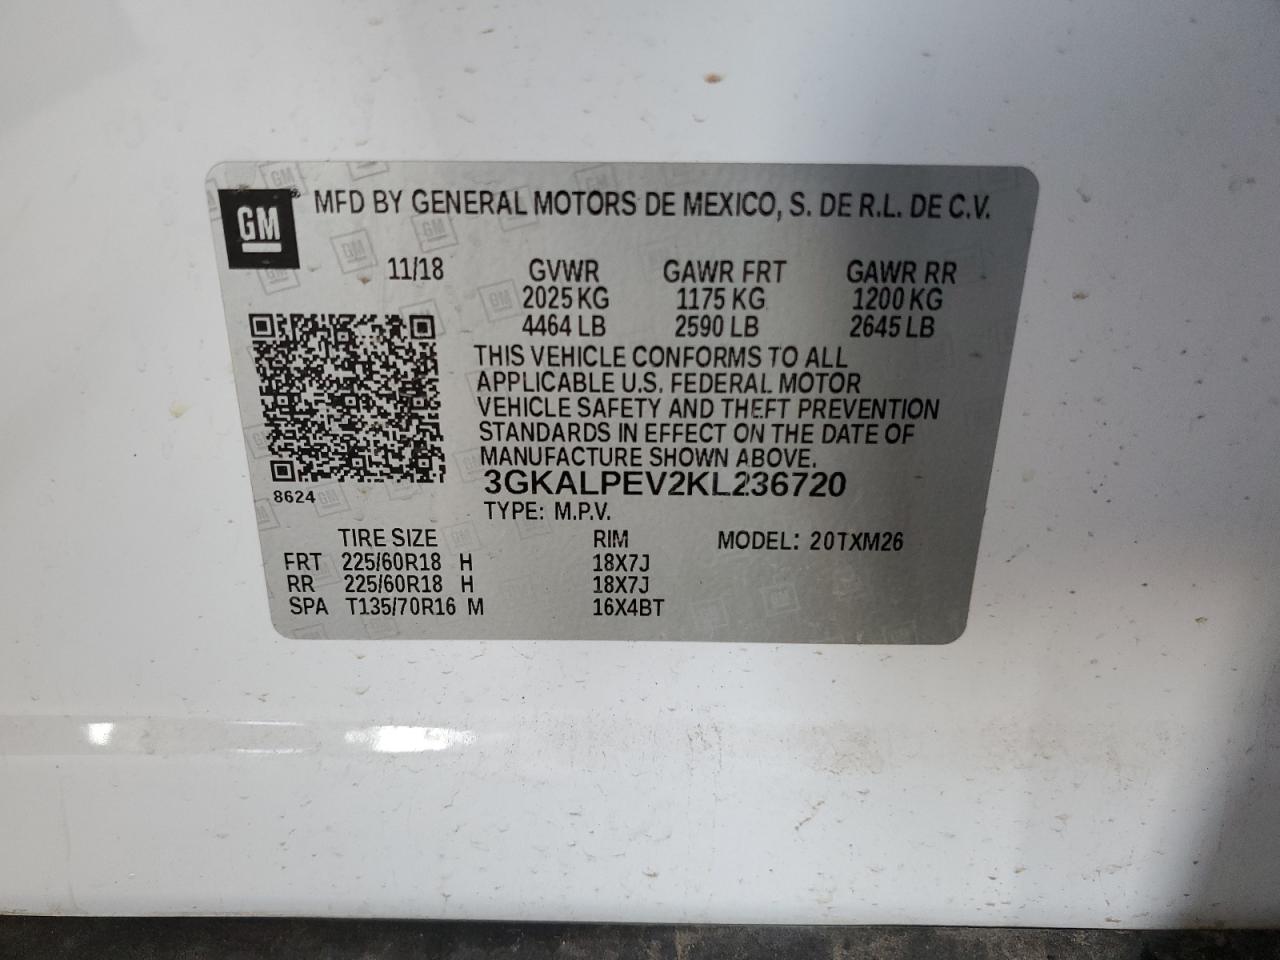 GM® MFD BY GENERAL MOTORS DE MEXICO, S. DE R.L. DE C.V.
11/18 GVWR GAWR FRT GAWR RR
2025 KG 1175 KG 1200 KG
4464 LB 2590 LB 2645 LB
THIS VEHICLE CONFORMS TO ALL
APPLICABLE U.S. FEDERAL MOTOR
VEHICLE SAFETY AND THEFT PREVENTION
STANDARDS IN EFFECT ON THE DATE OF
MANUFACTURE SHOWN ABOVE.
8624 3GKALPEV2KL236720
TYPE: M.P.V.
TIRE SIZE RIM MODEL: 20TXM26
FRT 225/60R18 H 18X7J
RR 225/60R18 H 18X7J
SPA T135/70R16 M 16X4BT